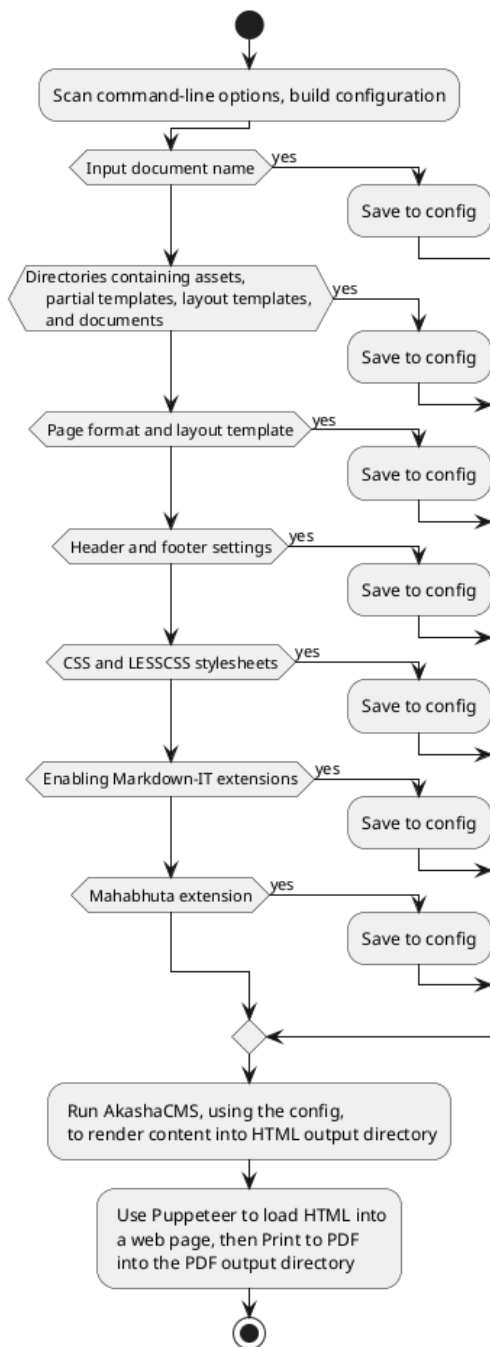 Scan command-line options, build configuration
Input document name
yes
Save to config
Directories containing assets,
partial templates, layout templates,
and documents
yes
Save to config
Page format and layout template
yes
Save to config
Header and footer settings
yes
Save to config
CSS and LESSCSS stylesheets
yes
Save to config
Enabling Markdown-IT extensions
yes
Save to config
Mahabhuta extension
yes
Save to config
Run AkashaCMS, using the config,
to render content into HTML output directory
Use Puppeteer to load HTML into
a web page, then Print to PDF
into the PDF output directory